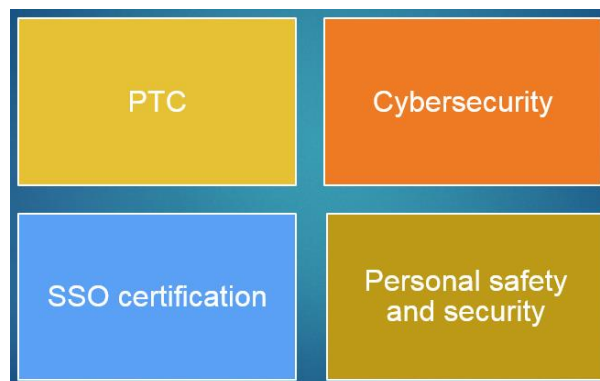 PTC
Cybersecurity
SSO certification
Personal safety
and security